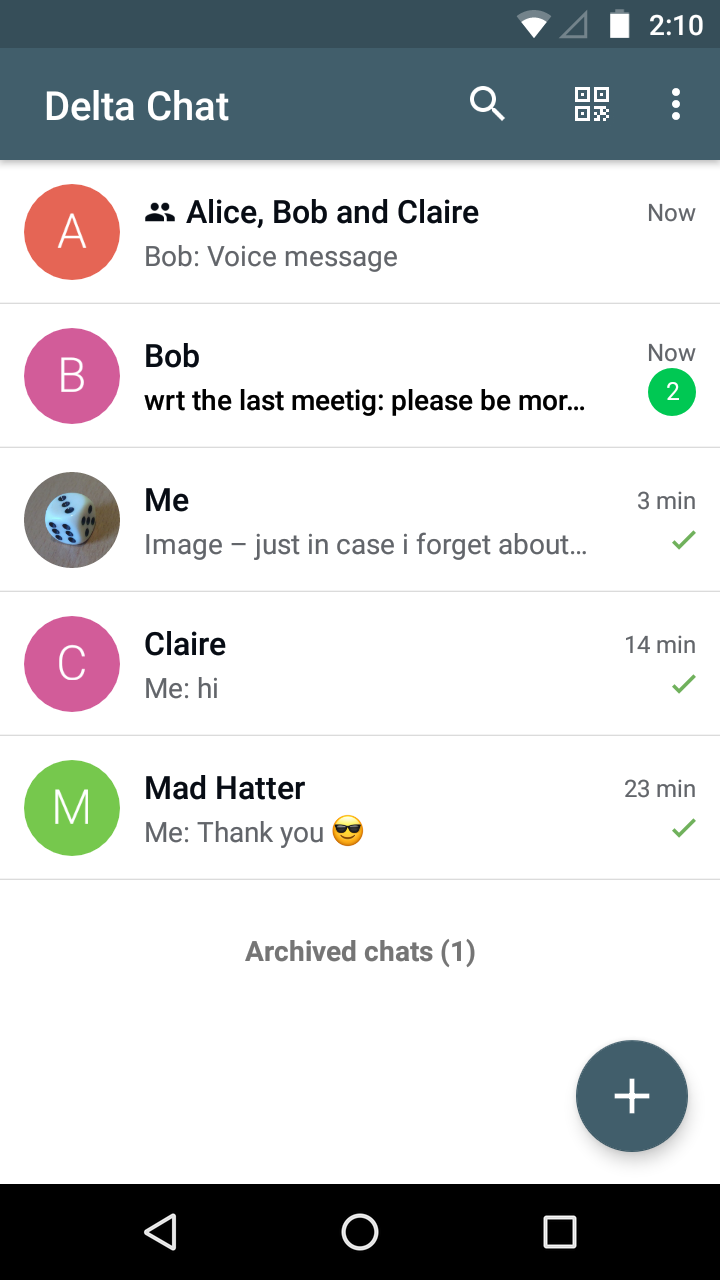 2:10
Delta Chat
A
Alice, Bob and Claire
Now
Bob: Voice message
B
Bob
Now
wrt the last meetig: please be mor…
2
Me
3 min
Image – just in case i forget about…
C
Claire
14 min
Me: hi
M
Mad Hatter
23 min
Me: Thank you 😎
Archived chats (1)